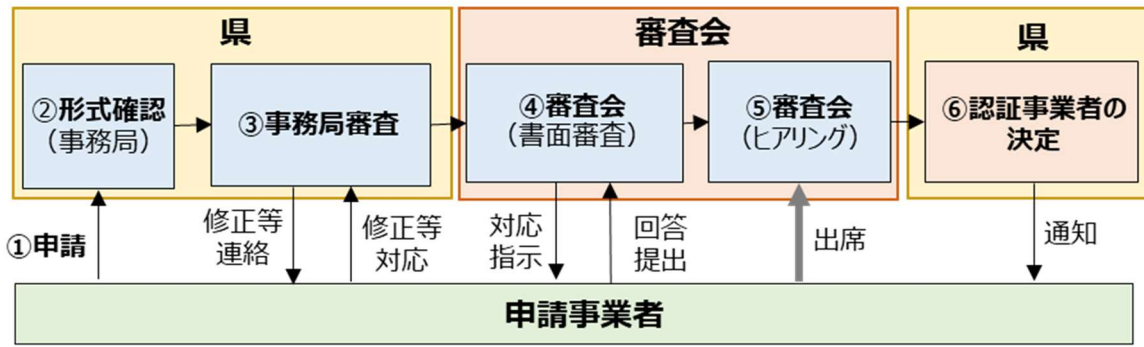 県
②形式確認
（事務局）
③事務局審査
審査会
④審査会
（書面審査）
⑤審査会
（ヒアリング）
県
⑥認証事業者の
決定
①申請
修正等
連絡
修正等
対応
対応
指示
回答
提出
出席
通知
申請事業者